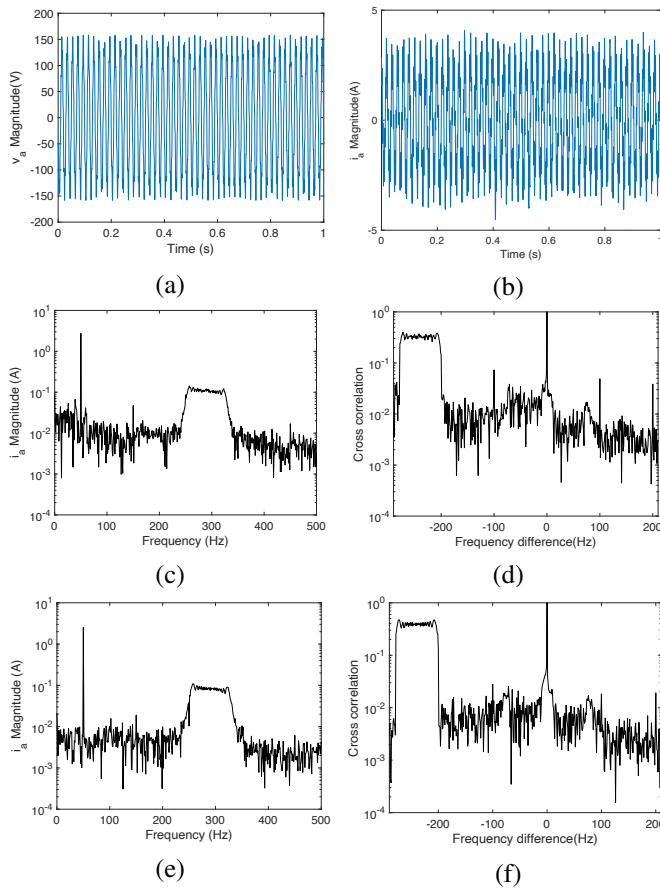 200
150
100
50
0
-50
-100
-150
-200
v_a Magnitude(V)
0 0.2 0.4 0.6 0.8 1
Time (s)
(a)
5
0
-5
i_a Magnitude(A)
0 0.2 0.4 0.6 0.8 1
Time (s)
(b)
10^1
10^0
10^-1
10^-2
10^-3
10^-4
i_a Magnitude (A)
0 100 200 300 400 500
Frequency (Hz)
(c)
10^0
10^-1
10^-2
10^-3
10^-4
Cross correlation
-200 -100 0 100 200
Frequency difference(Hz)
(d)
10^1
10^0
10^-1
10^-2
10^-3
10^-4
i_a Magnitude (A)
0 100 200 300 400 500
Frequency (Hz)
(e)
10^0
10^-1
10^-2
10^-3
10^-4
Cross correlation
-200 -100 0 100 200
Frequency difference(Hz)
(f)